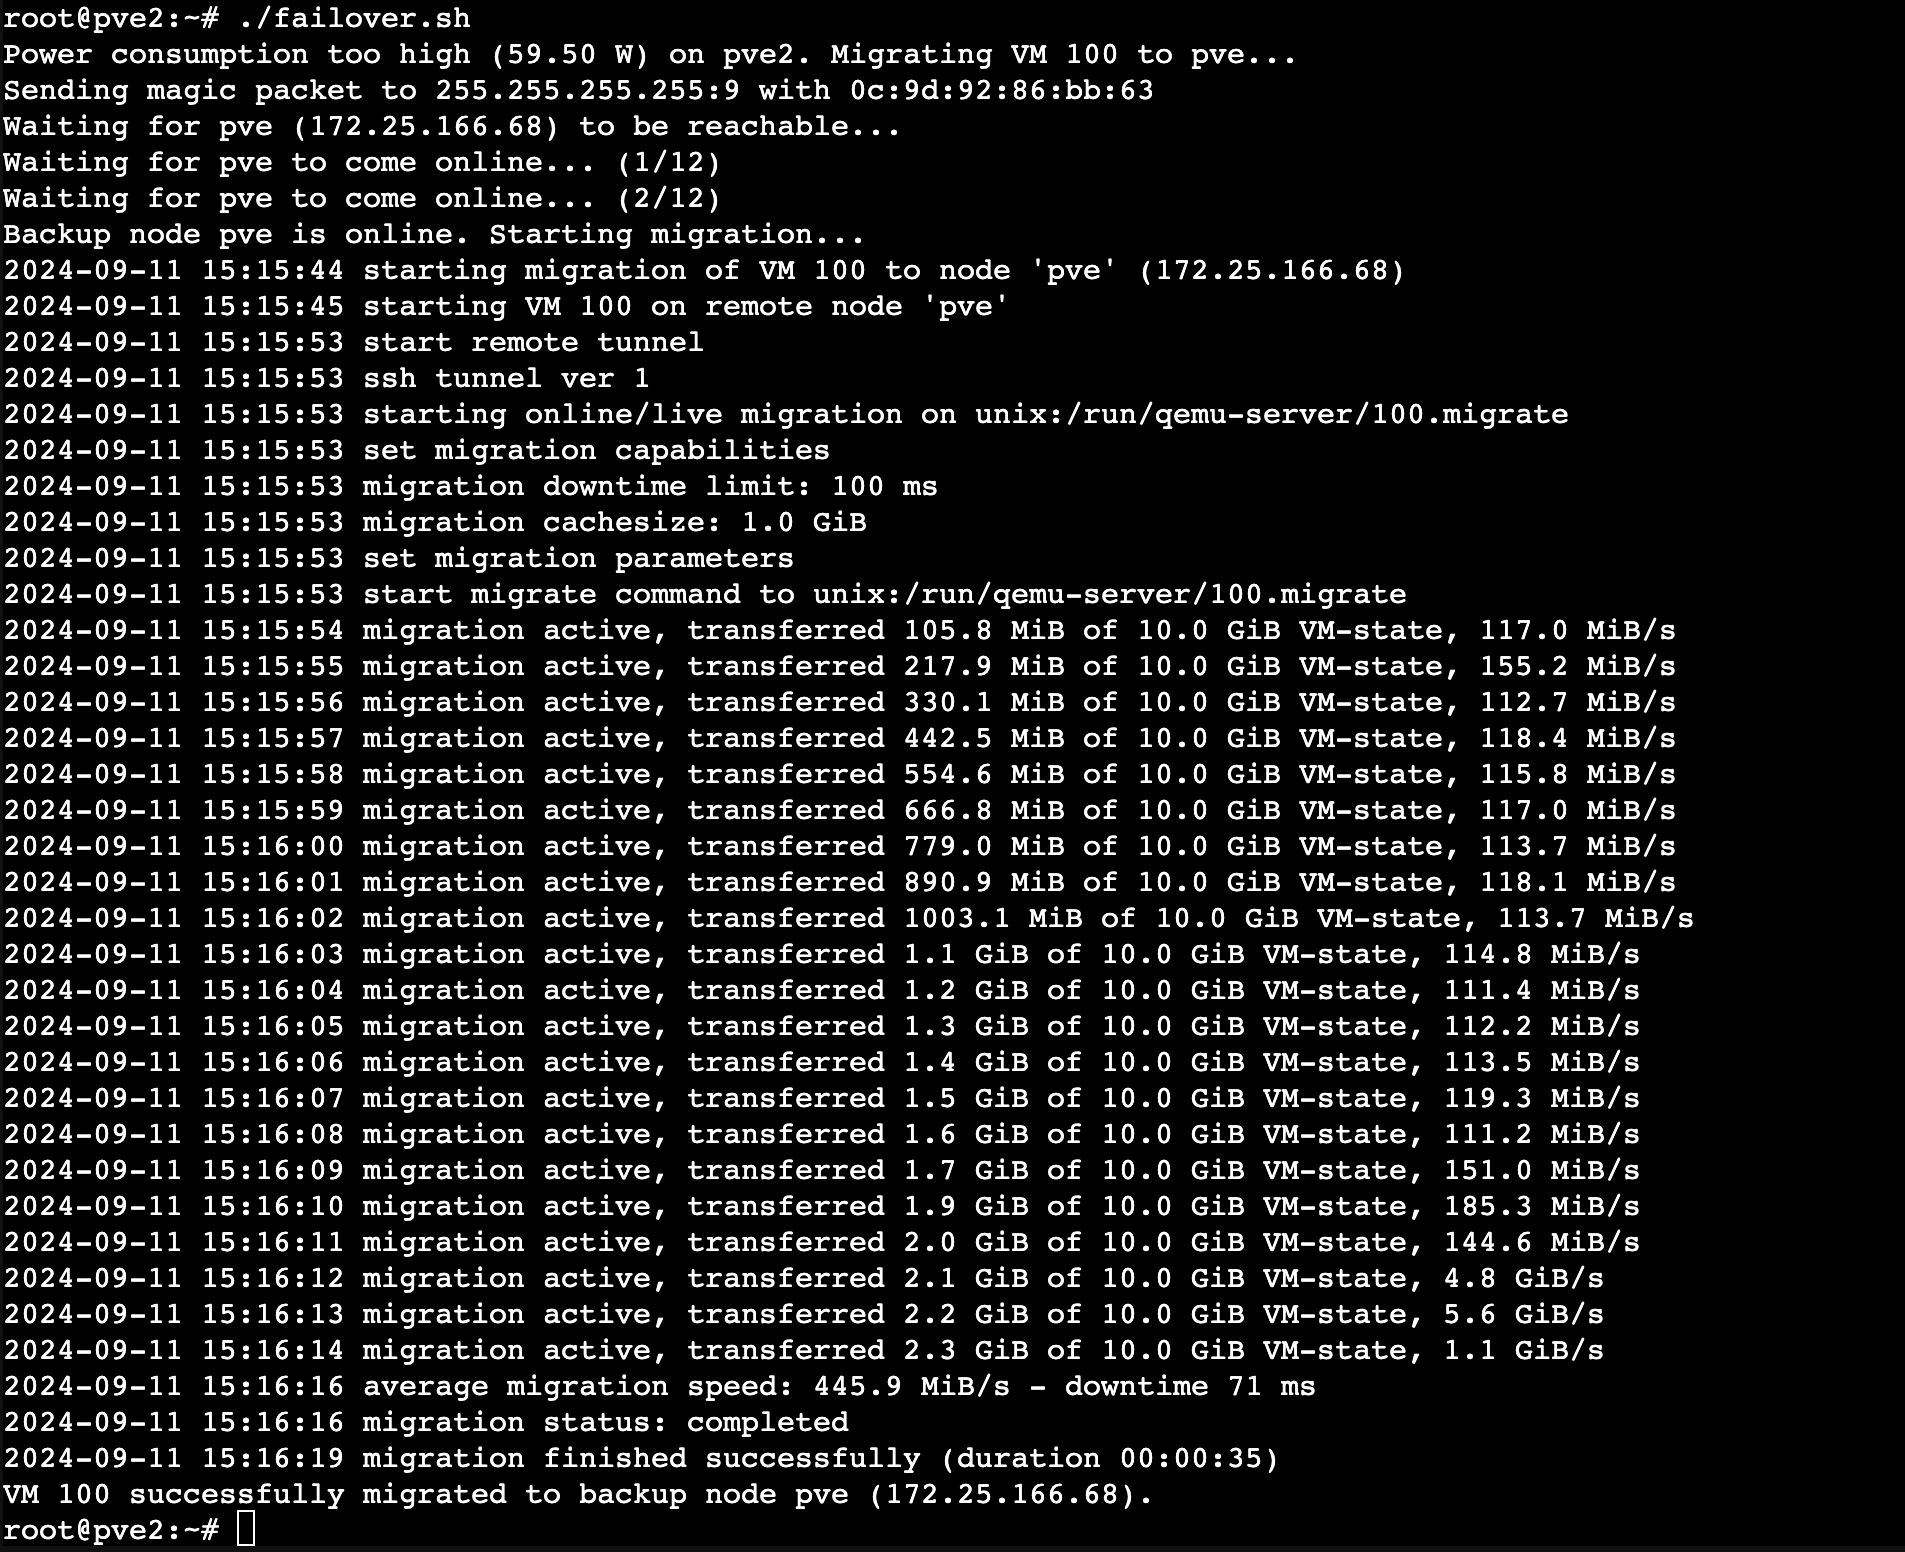 root@pve2:~# ./failover.sh
Power consumption too high (59.50 W) on pve2. Migrating VM 100 to pve...
Sending magic packet to 255.255.255.255:9 with 0c:9d:92:86:bb:63
Waiting for pve (172.25.166.68) to be reachable...
Waiting for pve to come online... (1/12)
Waiting for pve to come online... (2/12)
Backup node pve is online. Starting migration...
2024-09-11 15:15:44 starting migration of VM 100 to node 'pve' (172.25.166.68)
2024-09-11 15:15:45 starting VM 100 on remote node 'pve'
2024-09-11 15:15:53 start remote tunnel
2024-09-11 15:15:53 ssh tunnel ver 1
2024-09-11 15:15:53 starting online/live migration on unix:/run/qemu-server/100.migrate
2024-09-11 15:15:53 set migration capabilities
2024-09-11 15:15:53 migration downtime limit: 100 ms
2024-09-11 15:15:53 migration cachesize: 1.0 GiB
2024-09-11 15:15:53 set migration parameters
2024-09-11 15:15:53 start migrate command to unix:/run/qemu-server/100.migrate
2024-09-11 15:15:54 migration active, transferred 105.8 MiB of 10.0 GiB VM-state, 117.0 MiB/s
2024-09-11 15:15:55 migration active, transferred 217.9 MiB of 10.0 GiB VM-state, 155.2 MiB/s
2024-09-11 15:15:56 migration active, transferred 330.1 MiB of 10.0 GiB VM-state, 112.7 MiB/s
2024-09-11 15:15:57 migration active, transferred 442.5 MiB of 10.0 GiB VM-state, 118.4 MiB/s
2024-09-11 15:15:58 migration active, transferred 554.6 MiB of 10.0 GiB VM-state, 115.8 MiB/s
2024-09-11 15:15:59 migration active, transferred 666.8 MiB of 10.0 GiB VM-state, 117.0 MiB/s
2024-09-11 15:16:00 migration active, transferred 779.0 MiB of 10.0 GiB VM-state, 113.7 MiB/s
2024-09-11 15:16:01 migration active, transferred 890.9 MiB of 10.0 GiB VM-state, 118.1 MiB/s
2024-09-11 15:16:02 migration active, transferred 1003.1 MiB of 10.0 GiB VM-state, 113.7 MiB/s
2024-09-11 15:16:03 migration active, transferred 1.1 GiB of 10.0 GiB VM-state, 114.8 MiB/s
2024-09-11 15:16:04 migration active, transferred 1.2 GiB of 10.0 GiB VM-state, 111.4 MiB/s
2024-09-11 15:16:05 migration active, transferred 1.3 GiB of 10.0 GiB VM-state, 112.2 MiB/s
2024-09-11 15:16:06 migration active, transferred 1.4 GiB of 10.0 GiB VM-state, 113.5 MiB/s
2024-09-11 15:16:07 migration active, transferred 1.5 GiB of 10.0 GiB VM-state, 119.3 MiB/s
2024-09-11 15:16:08 migration active, transferred 1.6 GiB of 10.0 GiB VM-state, 111.2 MiB/s
2024-09-11 15:16:09 migration active, transferred 1.7 GiB of 10.0 GiB VM-state, 151.0 MiB/s
2024-09-11 15:16:10 migration active, transferred 1.9 GiB of 10.0 GiB VM-state, 185.3 MiB/s
2024-09-11 15:16:11 migration active, transferred 2.0 GiB of 10.0 GiB VM-state, 144.6 MiB/s
2024-09-11 15:16:12 migration active, transferred 2.1 GiB of 10.0 GiB VM-state, 4.8 GiB/s
2024-09-11 15:16:13 migration active, transferred 2.2 GiB of 10.0 GiB VM-state, 5.6 GiB/s
2024-09-11 15:16:14 migration active, transferred 2.3 GiB of 10.0 GiB VM-state, 1.1 GiB/s
2024-09-11 15:16:16 average migration speed: 445.9 MiB/s - downtime 71 ms
2024-09-11 15:16:16 migration status: completed
2024-09-11 15:16:19 migration finished successfully (duration 00:00:35)
VM 100 successfully migrated to backup node pve (172.25.166.68).
root@pve2:~#